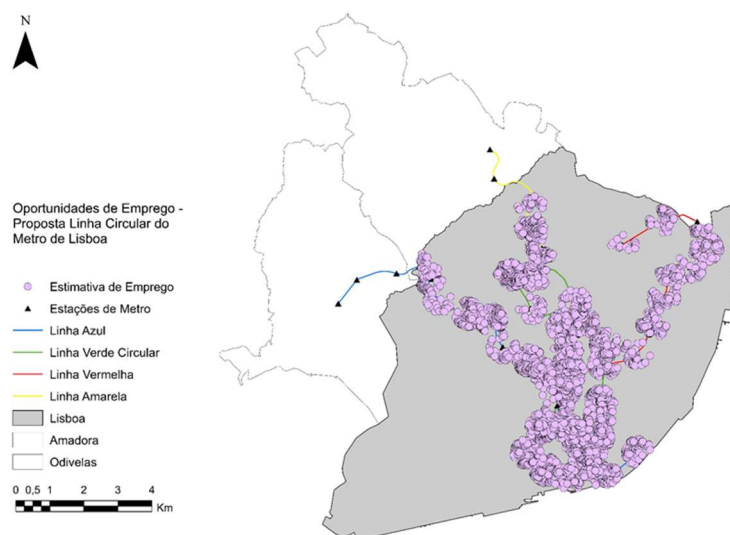 N
Oportunidades de Emprego -
Proposta Linha Circular do
Metro de Lisboa
Estimativa de Emprego
Estações de Metro
Linha Azul
Linha Verde Circular
Linha Vermelha
Linha Amarela
Lisboa
Amadora
Odivelas
0 0,5 1 2 3 4
Km